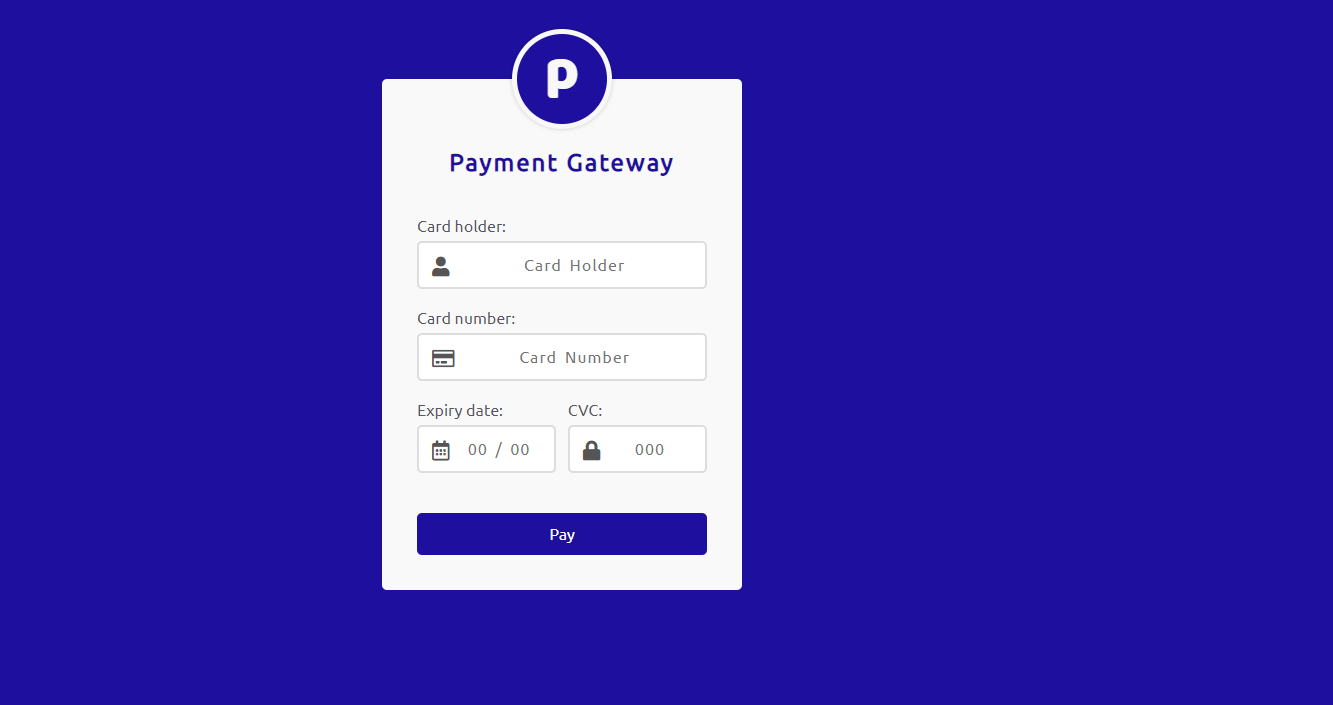 p
Payment Gateway
Card holder:
Card Holder
Card number:
Card Number
Expiry date: CVC:
00 / 00 000
Pay